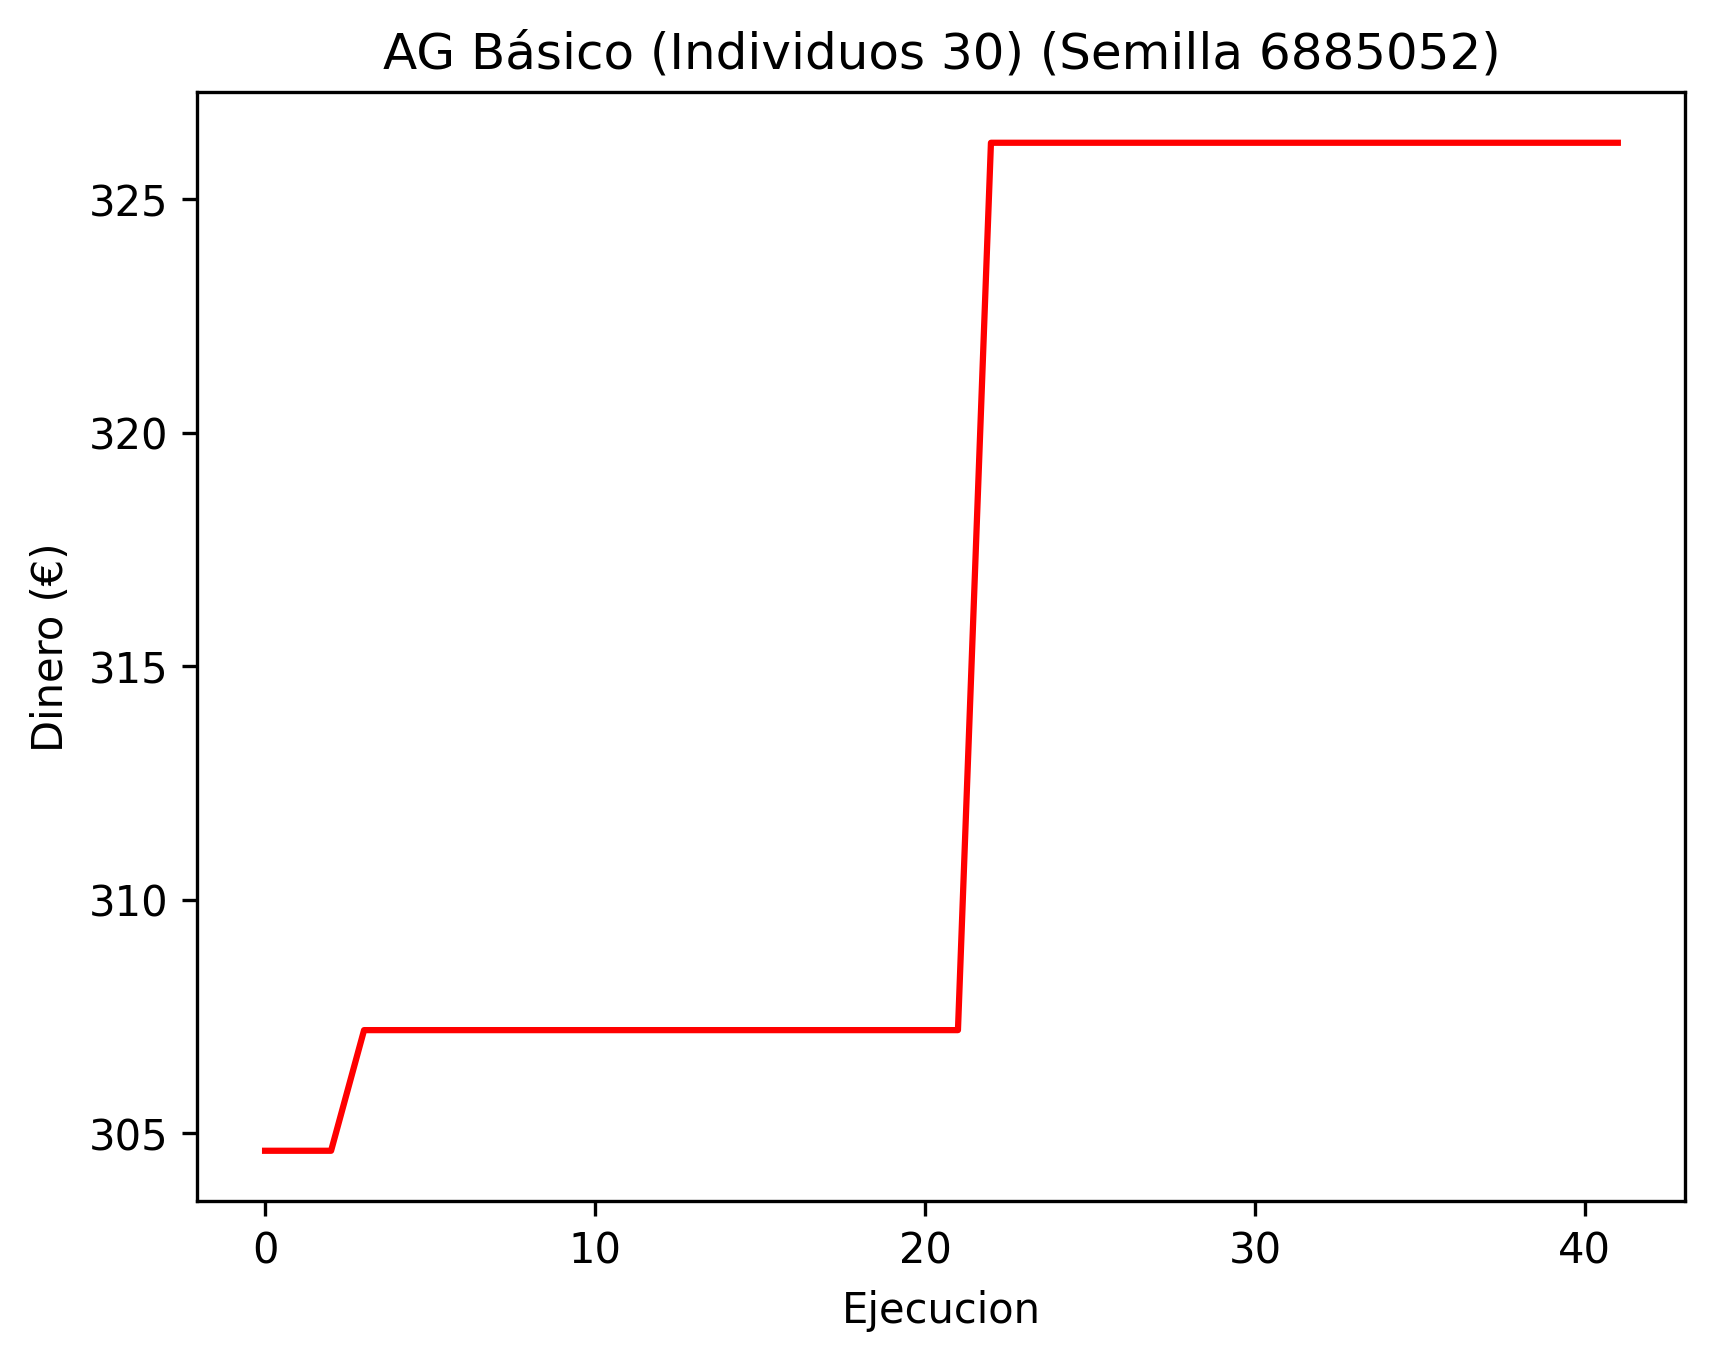 AG Básico (Individuos 30) (Semilla 6885052)
325
320
315
310
305
Dinero (€)
0 10 20 30 40
Ejecucion